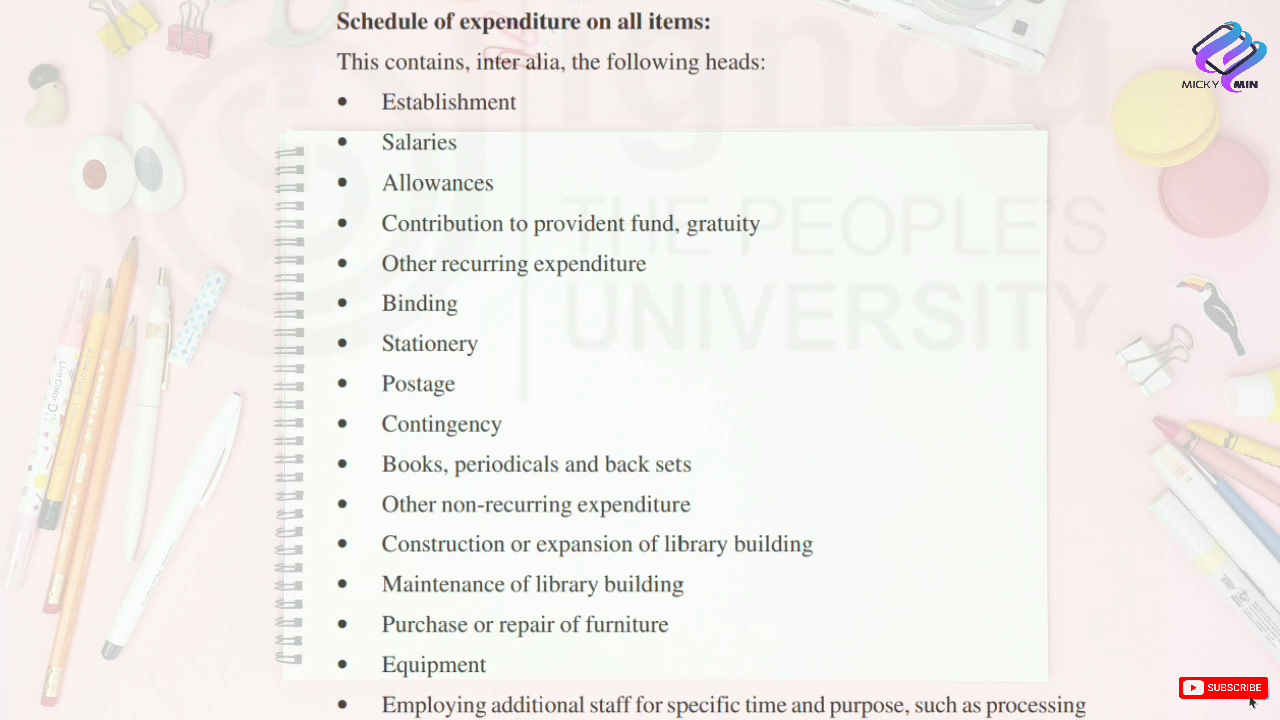 Schedule of expenditure on all items:
This contains, inter alia, the following heads:
• Establishment
• Salaries
• Allowances
• Contribution to provident fund, gratuity
• Other recurring expenditure
• Binding
• Stationery
• Postage
• Contingency
• Books, periodicals and back sets
• Other non-recurring expenditure
• Construction or expansion of library building
• Maintenance of library building
• Purchase or repair of furniture
• Equipment
• Employing additional staff for specific time and purpose, such as processing
ignou
THE PEOPLE'S
UNIVERSITY
MICKY MIN
SUBSCRIBE